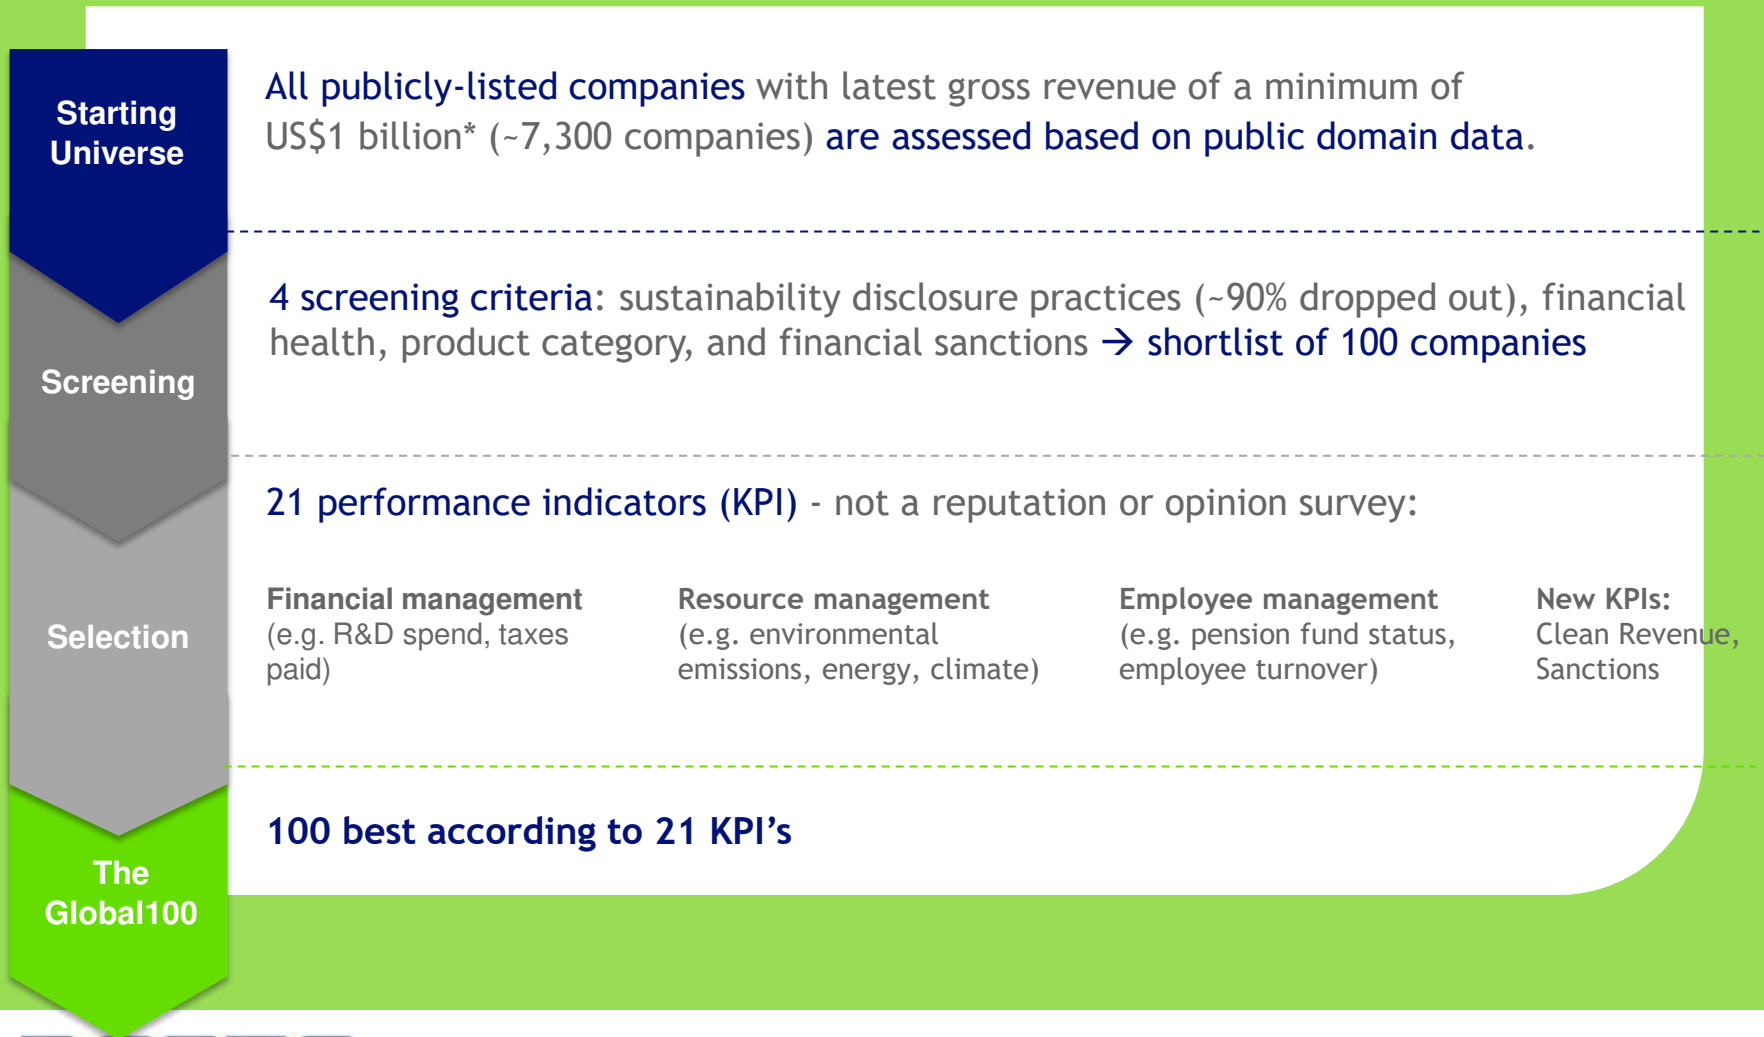 Starting
Universe
All publicly-listed companies with latest gross revenue of a minimum of
US$1 billion* (~7,300 companies) are assessed based on public domain data.
Screening
4 screening criteria: sustainability disclosure practices (~90% dropped out), financial
health, product category, and financial sanctions → shortlist of 100 companies
Selection
21 performance indicators (KPI) - not a reputation or opinion survey:
Financial management
(e.g. R&D spend, taxes
paid)
Resource management
(e.g. environmental
emissions, energy, climate)
Employee management
(e.g. pension fund status,
employee turnover)
New KPIs:
Clean Revenue,
Sanctions
The
Global100
100 best according to 21 KPI’s